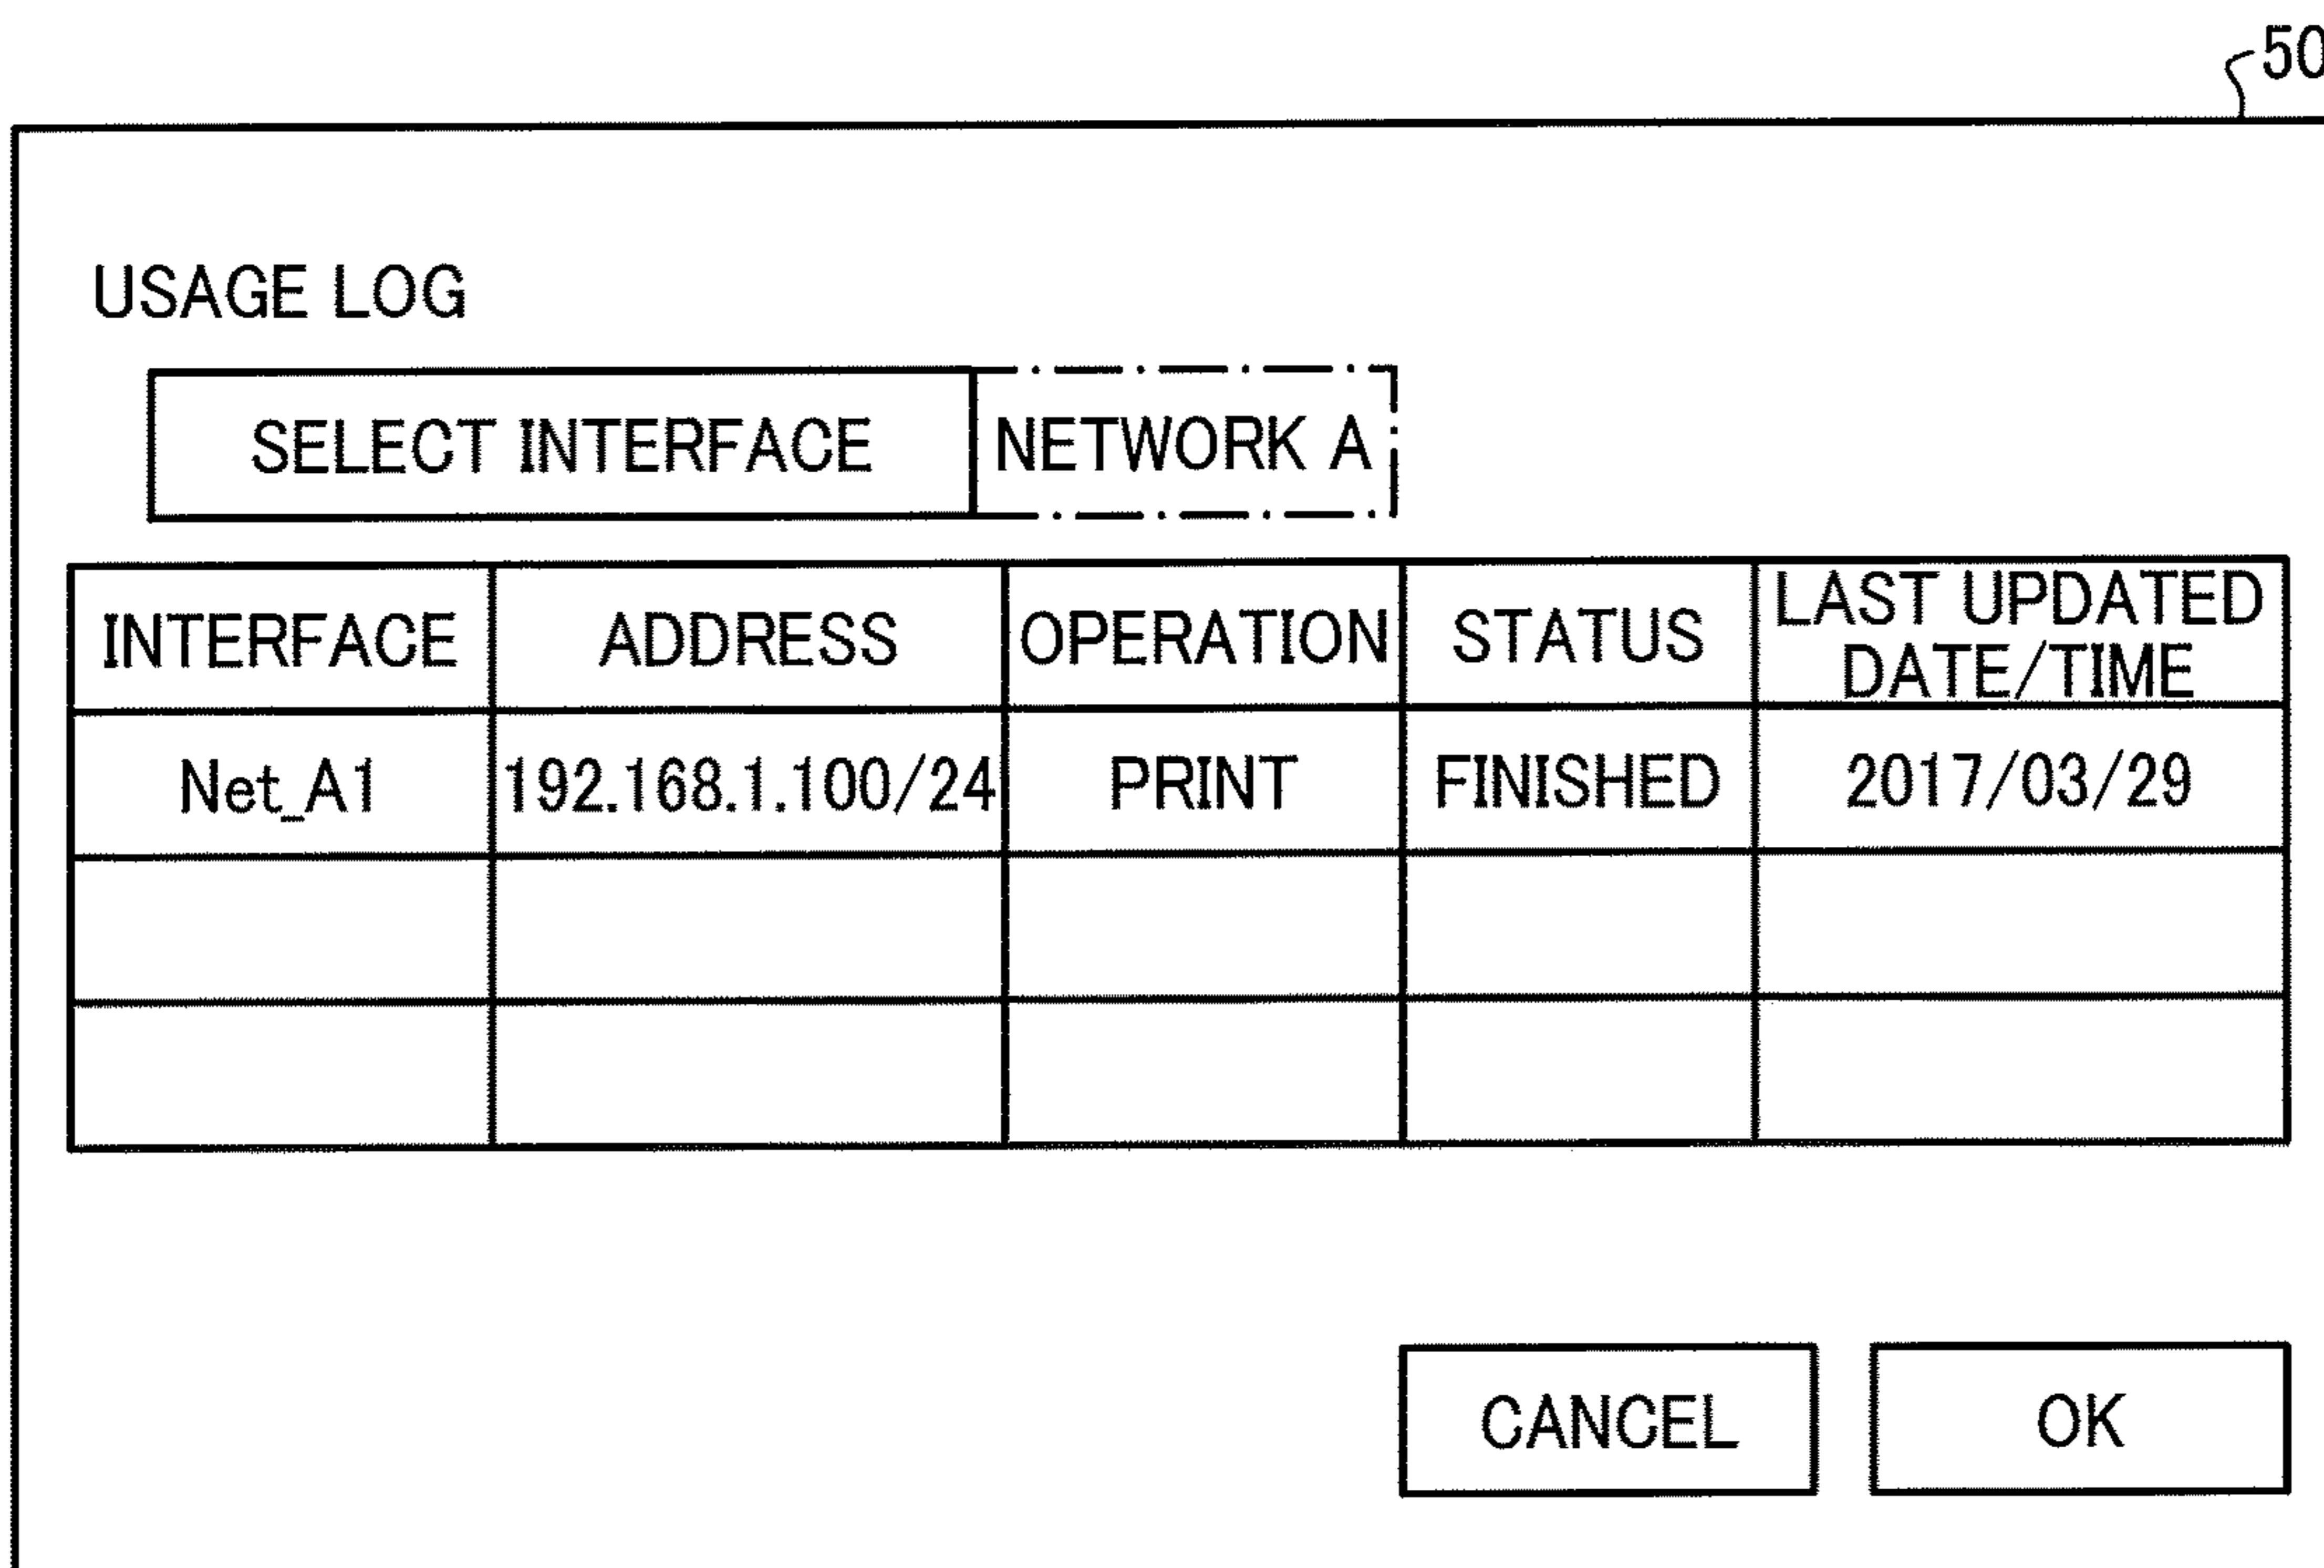 50
USAGE LOG
SELECT INTERFACE NETWORK A
INTERFACE ADDRESS OPERATION STATUS LAST UPDATED DATE/TIME
Net_A1 192.168.1.100/24 PRINT FINISHED 2017/03/29
CANCEL OK